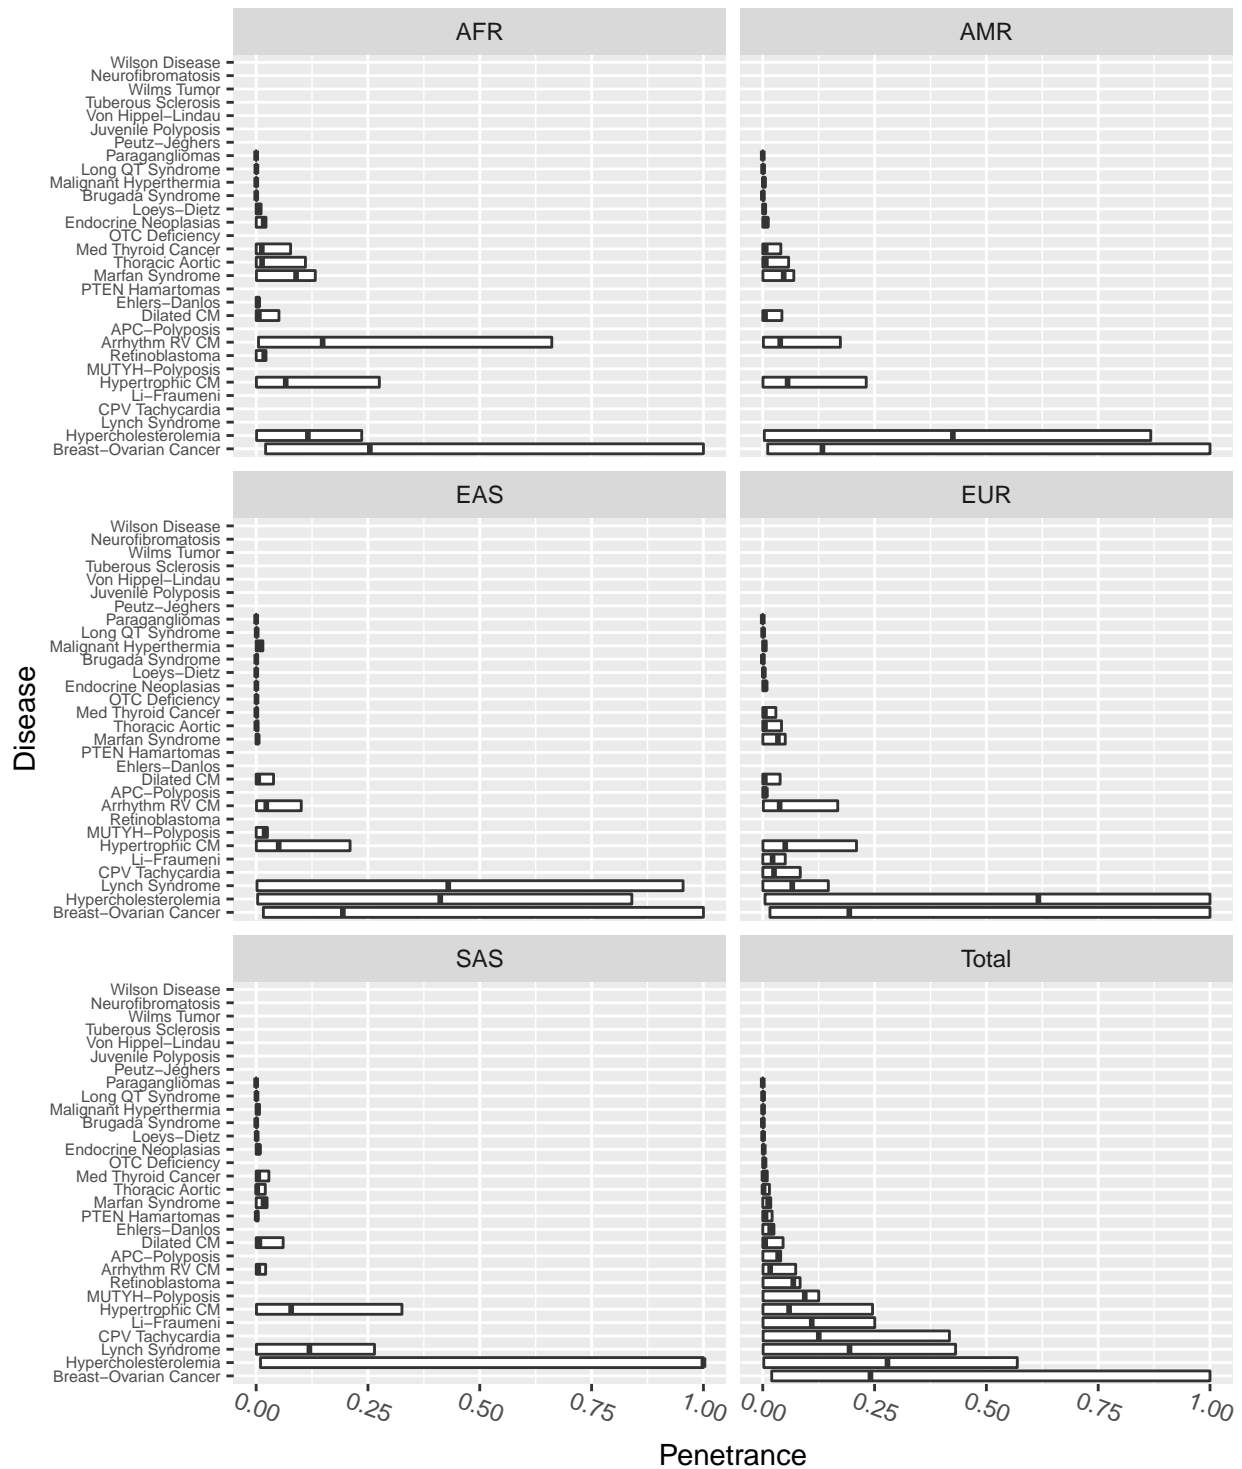 AFR
AMR
Wilson Disease
Neurofibromatosis
Wilms Tumor
Tuberous Sclerosis
Von Hippel−Lindau
Juvenile Polyposis
Peutz−Jeghers
Paragangliomas
Long QT Syndrome
Malignant Hyperthermia
Brugada Syndrome
Loeys−Dietz
Endocrine Neoplasias
OTC Deficiency
Med Thyroid Cancer
Thoracic Aortic
Marfan Syndrome
PTEN Hamartomas
Ehlers−Danlos
Dilated CM
APC−Polyposis
Arrhythm RV CM
Retinoblastoma
MUTYH−Polyposis
Hypertrophic CM
Li−Fraumeni
CPV Tachycardia
Lynch Syndrome
Hypercholesterolemia
Breast−Ovarian Cancer
EAS
EUR
Wilson Disease
Neurofibromatosis
Wilms Tumor
Tuberous Sclerosis
Von Hippel−Lindau
Juvenile Polyposis
Peutz−Jeghers
Paragangliomas
Long QT Syndrome
Malignant Hyperthermia
Brugada Syndrome
Loeys−Dietz
Endocrine Neoplasias
OTC Deficiency
Med Thyroid Cancer
Thoracic Aortic
Marfan Syndrome
PTEN Hamartomas
Ehlers−Danlos
Dilated CM
APC−Polyposis
Arrhythm RV CM
Retinoblastoma
MUTYH−Polyposis
Hypertrophic CM
Li−Fraumeni
CPV Tachycardia
Lynch Syndrome
Hypercholesterolemia
Breast−Ovarian Cancer
Disease
SAS
Total
Wilson Disease
Neurofibromatosis
Wilms Tumor
Tuberous Sclerosis
Von Hippel−Lindau
Juvenile Polyposis
Peutz−Jeghers
Paragangliomas
Long QT Syndrome
Malignant Hyperthermia
Brugada Syndrome
Loeys−Dietz
Endocrine Neoplasias
OTC Deficiency
Med Thyroid Cancer
Thoracic Aortic
Marfan Syndrome
PTEN Hamartomas
Ehlers−Danlos
Dilated CM
APC−Polyposis
Arrhythm RV CM
Retinoblastoma
MUTYH−Polyposis
Hypertrophic CM
Li−Fraumeni
CPV Tachycardia
Lynch Syndrome
Hypercholesterolemia
Breast−Ovarian Cancer
0.00 0.25 0.50 0.75 1.00
0.00 0.25 0.50 0.75 1.00
Penetrance